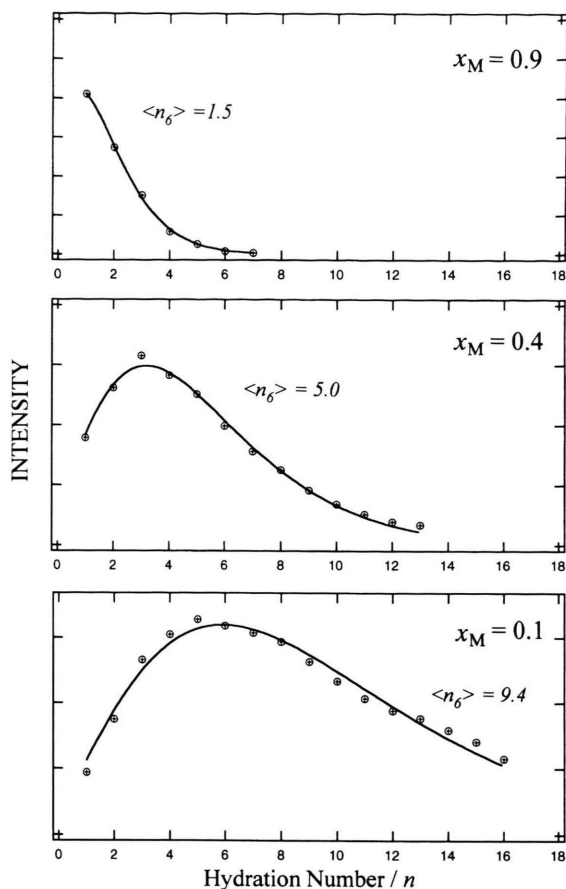 x_M = 0.9
<n_6> = 1.5
0 2 4 6 8 10 12 14 16 18
x_M = 0.4
<n_6> = 5.0
0 2 4 6 8 10 12 14 16 18
INTENSITY
x_M = 0.1
<n_6> = 9.4
0 2 4 6 8 10 12 14 16 18
Hydration Number / n